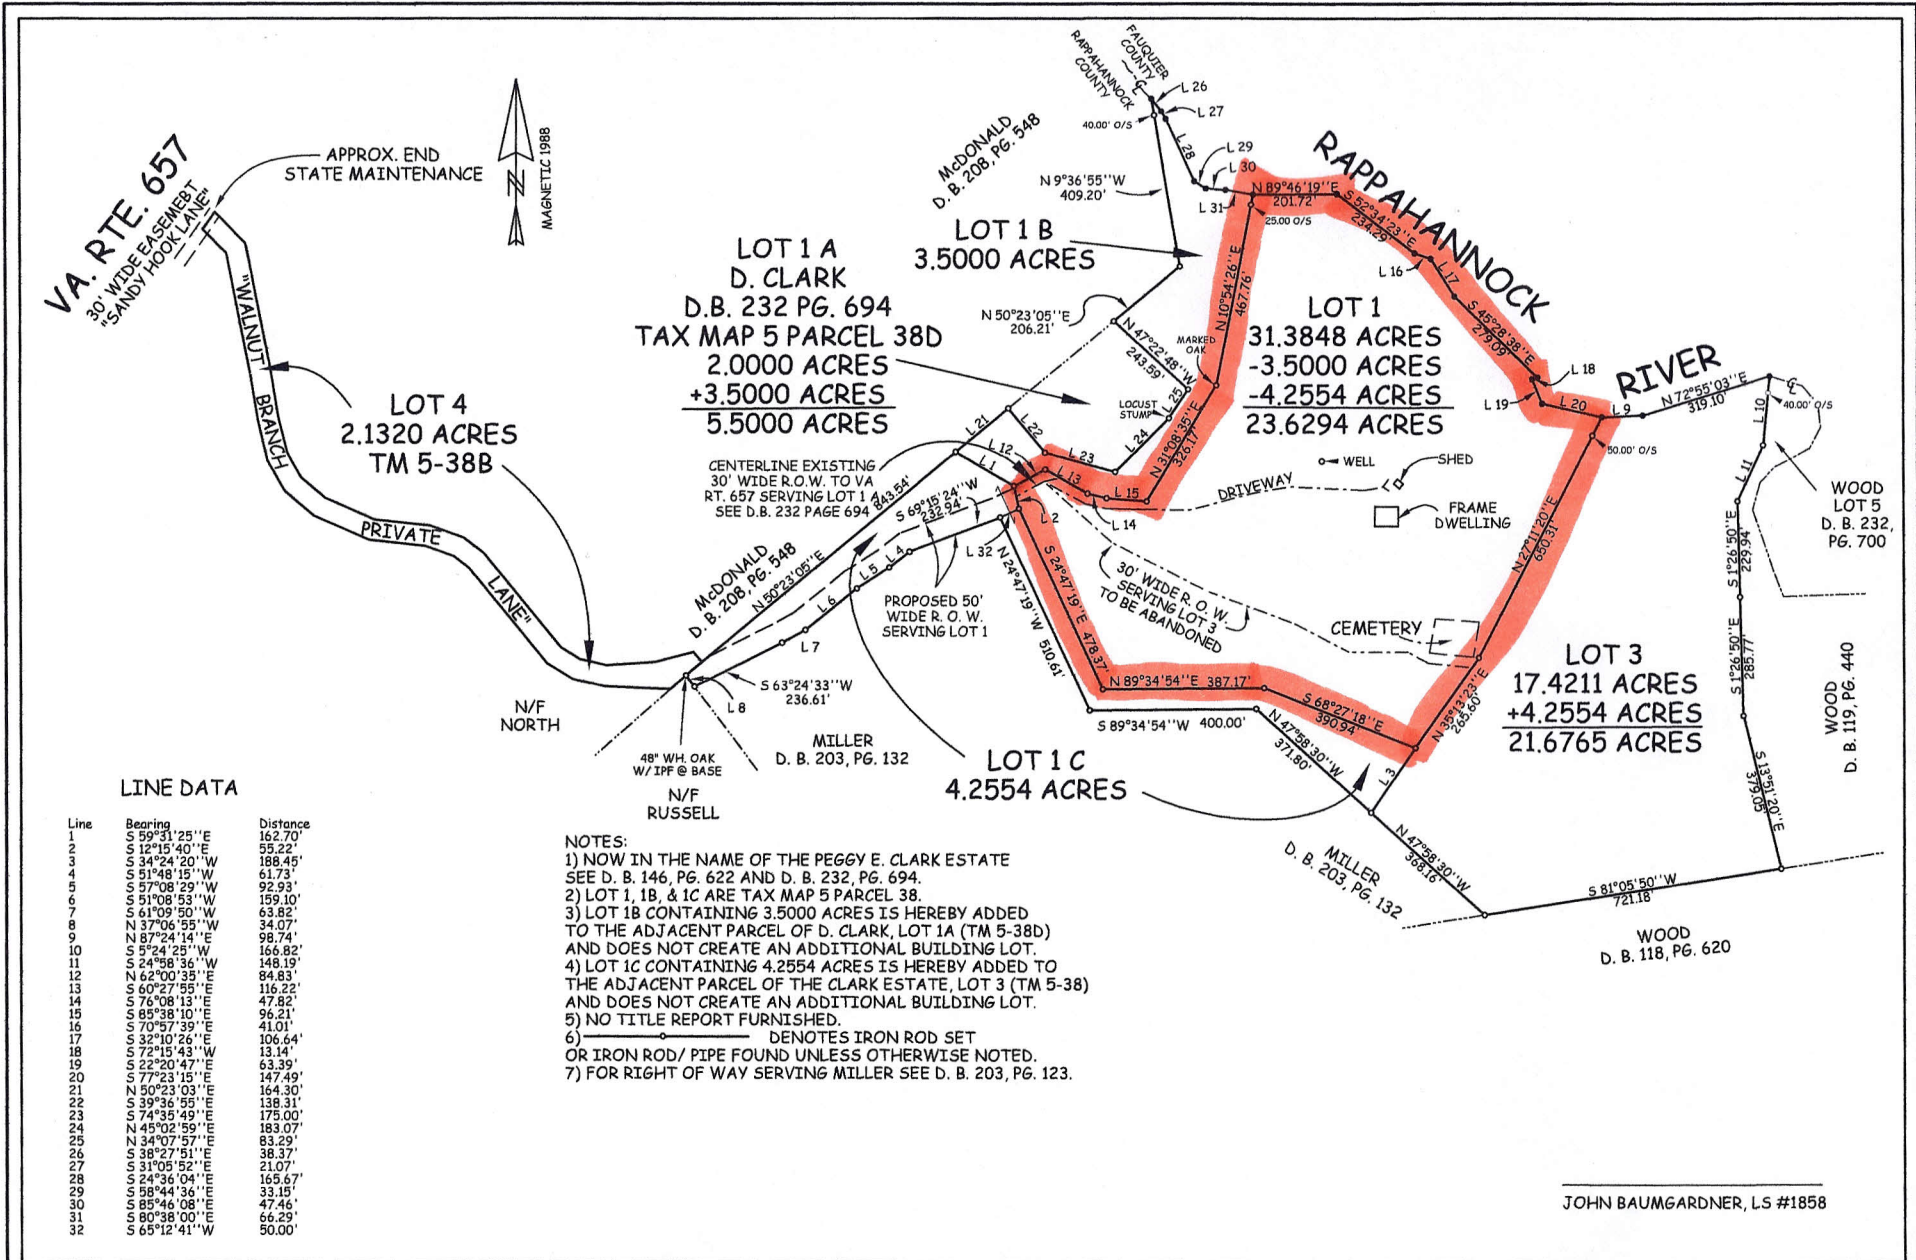 VA. RTE. 657
30' WIDE EASEMEBT
"SANDY HOOK LANE"
APPROX. END
STATE MAINTENANCE
N
MAGNETIC 1988
"WALNUT
BRANCH
PRIVATE
LANE"
LOT 4
2.1320 ACRES
TM 5-38B
N/F
NORTH
48" WH. OAK
W/ IPF @ BASE
N/F
RUSSELL
McDONALD
D. B. 208, PG. 548
N 50°23'05"E
843.54'
L 8
S 63°24'33"W
236.61'
L 7
L 6
L 5
L 4
MILLER
D. B. 203, PG. 132
PROPOSED 50'
WIDE R. O. W.
SERVING LOT 1
S 69°15'24"W
232.94'
CENTERLINE EXISTING
30' WIDE R.O.W. TO VA
RT. 657 SERVING LOT 1 A
SEE D.B. 232 PAGE 694
LOT 1 A
D. CLARK
D.B. 232 PG. 694
TAX MAP 5 PARCEL 38D
2.0000 ACRES
+3.5000 ACRES
5.5000 ACRES
LOT 1 B
3.5000 ACRES
McDONALD
D. B. 208, PG. 548
RAPPAHANNOCK
COUNTY
FAUQUIER
COUNTY
L 26
L 27
40.00' O/S
L 28
L 29
L 30
L 31
N 9°36'55"W
409.20'
N 50°23'05"E
206.21'
N 47°22'48"W
243.59'
MARKED
OAK
LOCUST
STUMP
L 25
L 24
L 23
L 22
L 21
L 12
L 1
L 13
L 15
L 14
L 2
L 32
N 31°08'35"E
326.17'
N 10°54'26"E
467.76'
N 89°46'19"E
201.72'
25.00 O/S
S 52°34'23"E
234.29'
RAPPAHANNOCK
RIVER
L 16
L 17
S 45°28'38"E
279.09'
L 18
L 19
L 20
L 9
N 72°55'03"E
319.10'
40.00' O/S
L 10
50.00' O/S
L 11
LOT 1
31.3848 ACRES
-3.5000 ACRES
-4.2554 ACRES
23.6294 ACRES
WELL
SHED
DRIVEWAY
FRAME
DWELLING
N 27°11'20"E
650.31'
WOOD
LOT 5
D. B. 232,
PG. 700
S 1°26'50"E
229.94'
S 1°26'50"E
285.77'
WOOD
D. B. 119, PG. 440
30' WIDE R. O. W.
SERVING LOT 3
TO BE ABANDONED
CEMETERY
S 24°47'19"E 478.37'
N 24°47'19"W 510.61'
N 89°34'54"E 387.17'
S 89°34'54"W 400.00'
S 68°27'18"E
390.94'
N 35°13'23"E
265.60'
L 3
N 47°58'30"W
371.80'
LOT 1 C
4.2554 ACRES
LOT 3
17.4211 ACRES
+4.2554 ACRES
21.6765 ACRES
S 13°51'20"E
379.05'
N 47°58'30"W
368.16'
MILLER
D. B. 203, PG. 132
S 81°05'50"W
721.18'
WOOD
D. B. 118, PG. 620
LINE DATA
Line Bearing Distance
1 S 59°31'25"E 162.70'
2 S 12°15'40"E 55.22'
3 S 34°24'20"W 188.45'
4 S 51°48'15"W 61.73'
5 S 57°08'29"W 92.93'
6 S 51°08'53"W 159.10'
7 S 61°09'50"W 63.82'
8 N 37°06'55"W 34.07'
9 N 87°24'14"E 98.74'
10 S 5°24'25"W 166.82'
11 S 24°58'36"W 148.19'
12 N 62°00'35"E 84.83'
13 S 60°27'55"E 116.22'
14 S 76°08'13"E 47.82'
15 S 85°38'10"E 96.21'
16 S 70°57'39"E 41.01'
17 S 32°10'26"E 106.64'
18 S 72°15'43"W 13.14'
19 S 22°20'47"E 63.39'
20 S 77°23'15"E 147.49'
21 N 50°23'03"E 164.30'
22 S 39°36'55"E 138.31'
23 S 74°35'49"E 175.00'
24 N 45°02'59"E 183.07'
25 N 34°07'57"E 83.29'
26 S 38°27'51"E 38.37'
27 S 31°05'52"E 21.07'
28 S 24°36'04"E 165.67'
29 S 58°44'36"E 33.15'
30 S 85°46'08"E 47.46'
31 S 80°38'00"E 66.29'
32 S 65°12'41"W 50.00'
NOTES:
1) NOW IN THE NAME OF THE PEGGY E. CLARK ESTATE
SEE D. B. 146, PG. 622 AND D. B. 232, PG. 694.
2) LOT 1, 1B, & 1C ARE TAX MAP 5 PARCEL 38.
3) LOT 1B CONTAINING 3.5000 ACRES IS HEREBY ADDED
TO THE ADJACENT PARCEL OF D. CLARK, LOT 1A (TM 5-38D)
AND DOES NOT CREATE AN ADDITIONAL BUILDING LOT.
4) LOT 1C CONTAINING 4.2554 ACRES IS HEREBY ADDED TO
THE ADJACENT PARCEL OF THE CLARK ESTATE, LOT 3 (TM 5-38)
AND DOES NOT CREATE AN ADDITIONAL BUILDING LOT.
5) NO TITLE REPORT FURNISHED.
6) DENOTES IRON ROD SET
OR IRON ROD/ PIPE FOUND UNLESS OTHERWISE NOTED.
7) FOR RIGHT OF WAY SERVING MILLER SEE D. B. 203, PG. 123.
JOHN BAUMGARDNER, LS #1858